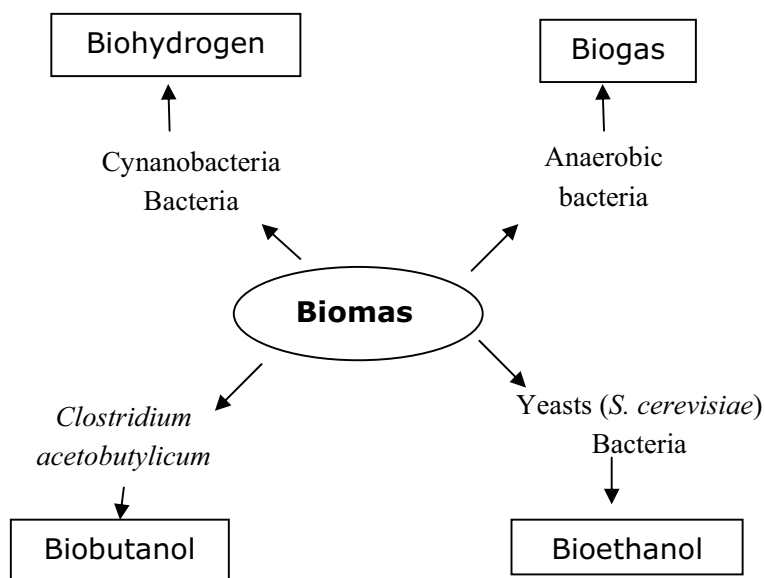 Biohydrogen
Biogas
Cynanobacteria
Bacteria
Anaerobic
bacteria
Biomas
Clostridium
acetobutylicum
Yeasts (S. cerevisiae)
Bacteria
Biobutanol
Bioethanol